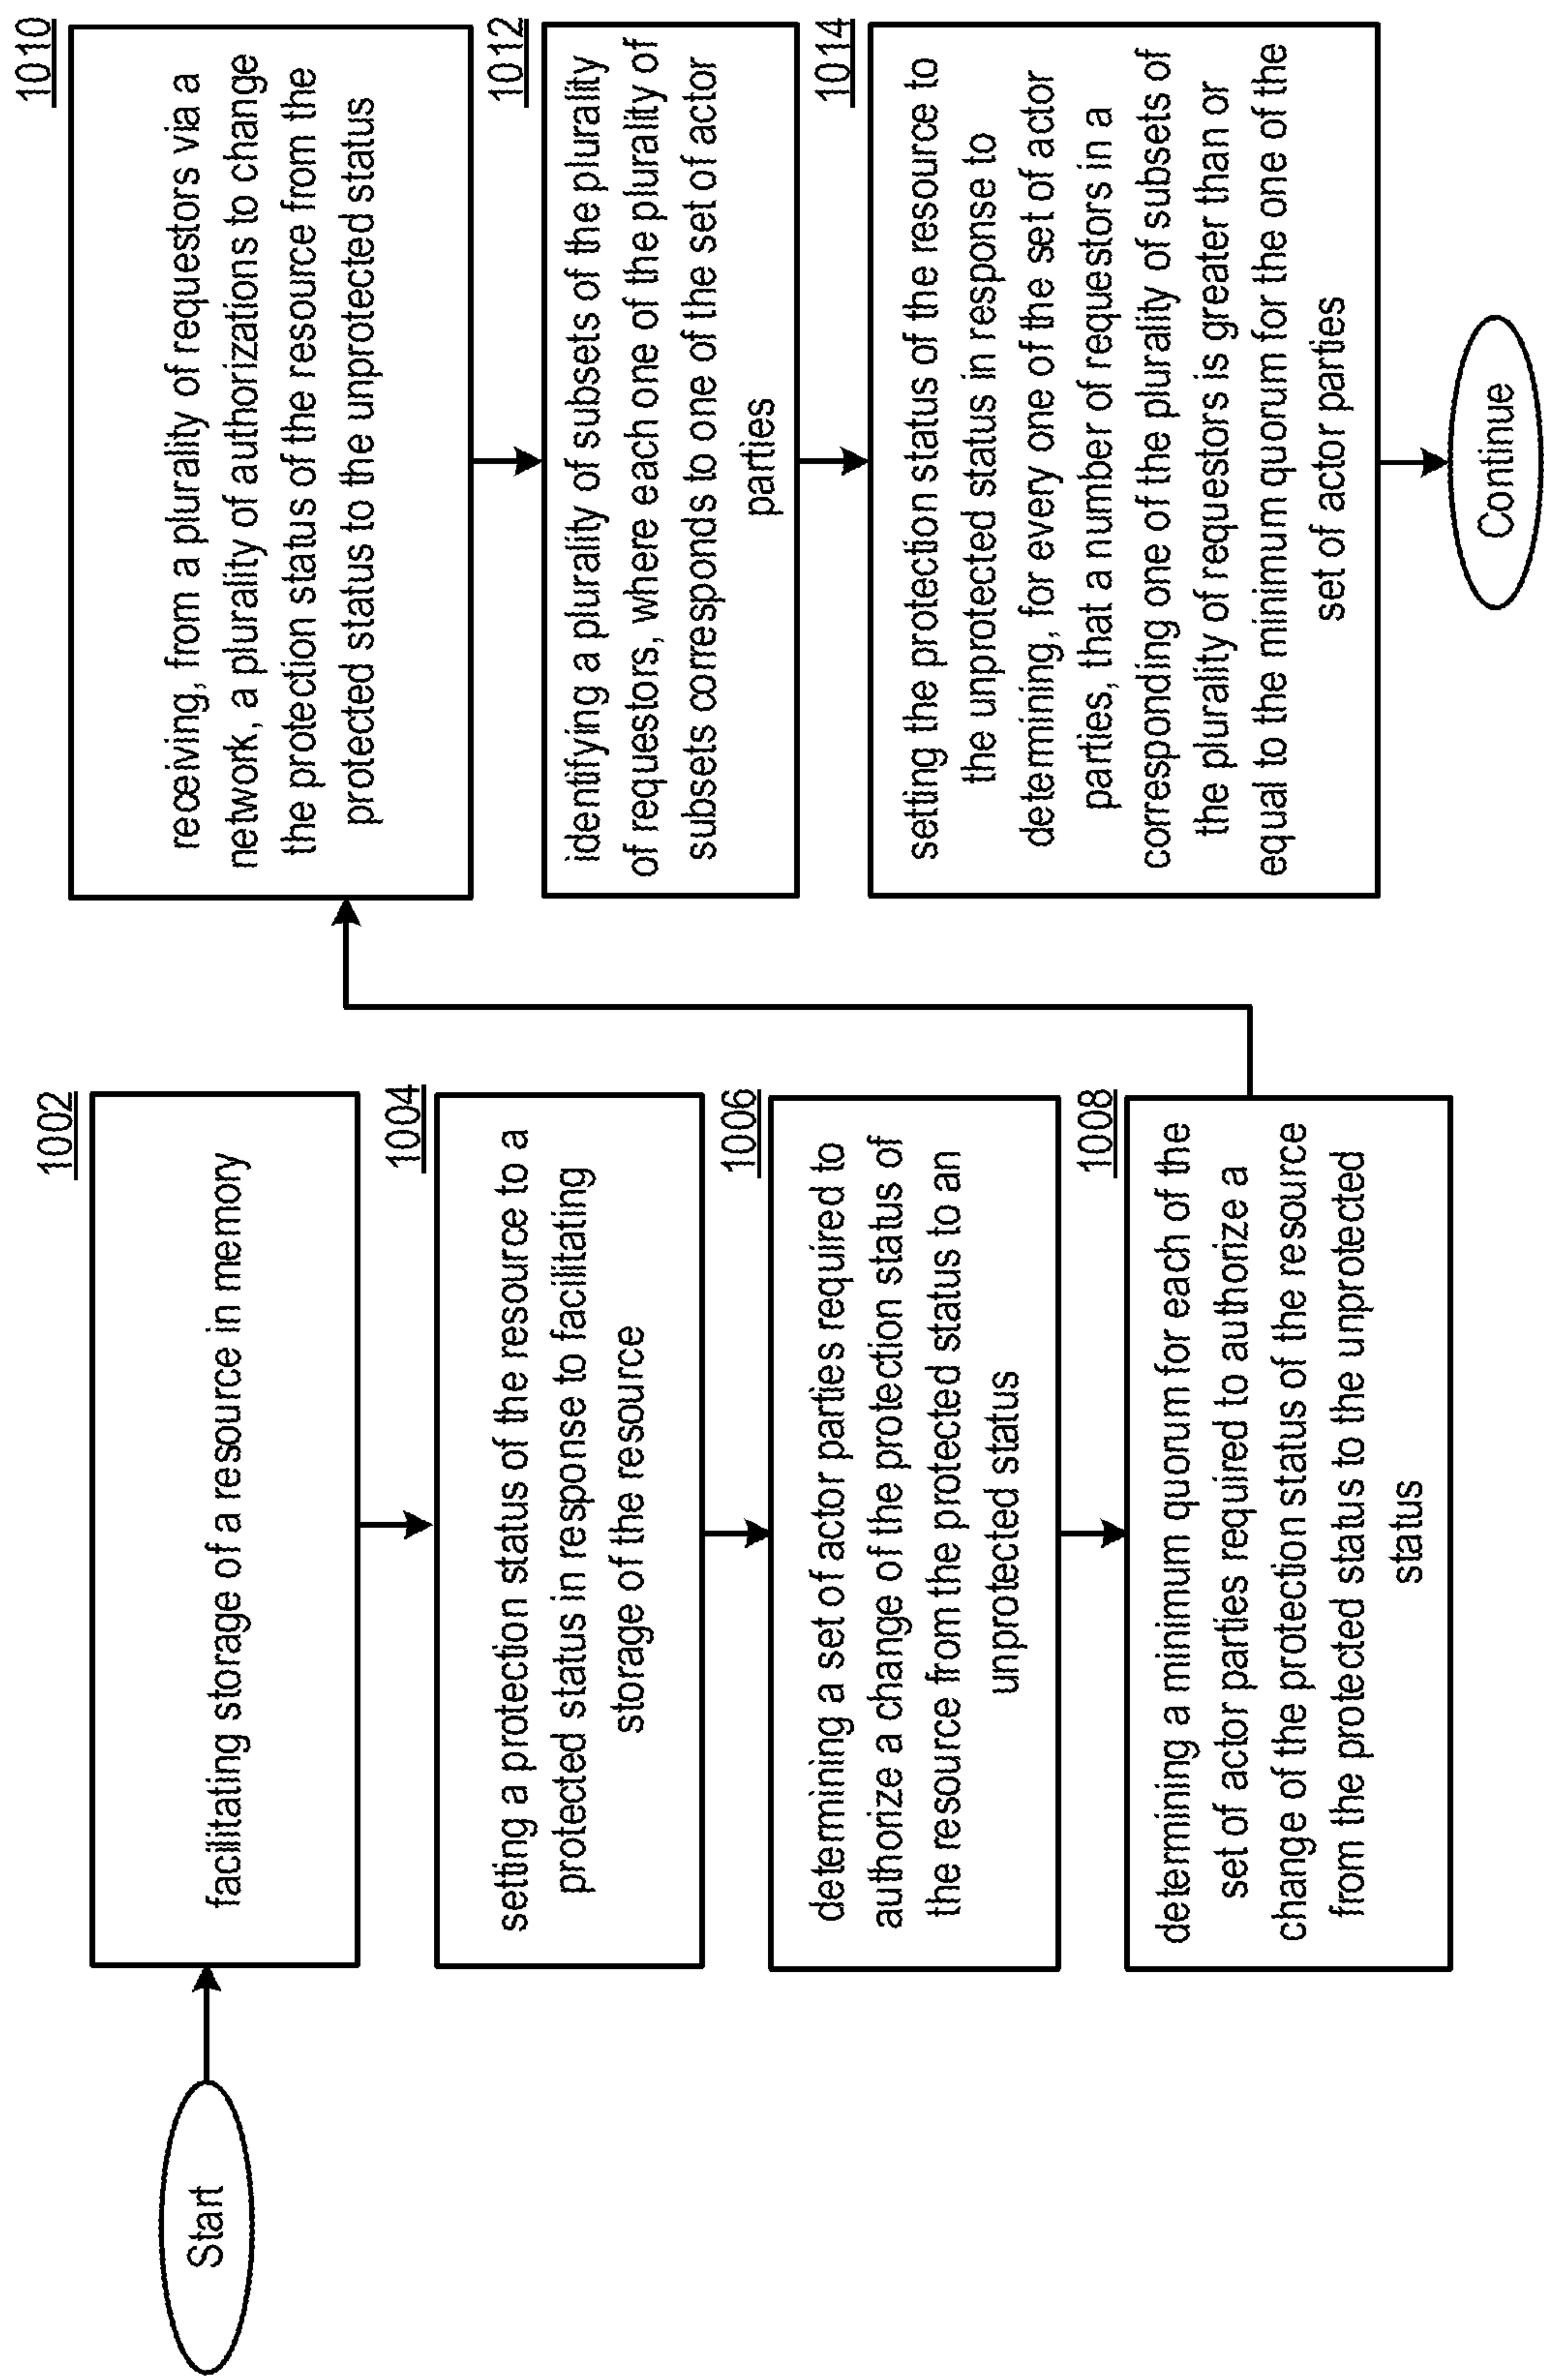 Start
1002
facilitating storage of a resource in memory
1004
setting a protection status of the resource to a
protected status in response to facilitating
storage of the resource
1006
determining a set of actor parties required to
authorize a change of the protection status of
the resource from the protected status to an
unprotected status
1008
determining a minimum quorum for each of the
set of actor parties required to authorize a
change of the protection status of the resource
from the protected status to the unprotected
status
1010
receiving, from a plurality of requestors via a
network, a plurality of authorizations to change
the protection status of the resource from the
protected status to the unprotected status
1012
identifying a plurality of subsets of the plurality
of requestors, where each one of the plurality of
subsets corresponds to one of the set of actor
parties
1014
setting the protection status of the resource to
the unprotected status in response to
determining, for every one of the set of actor
parties, that a number of requestors in a
corresponding one of the plurality of subsets of
the plurality of requestors is greater than or
equal to the minimum quorum for the one of the
set of actor parties
Continue